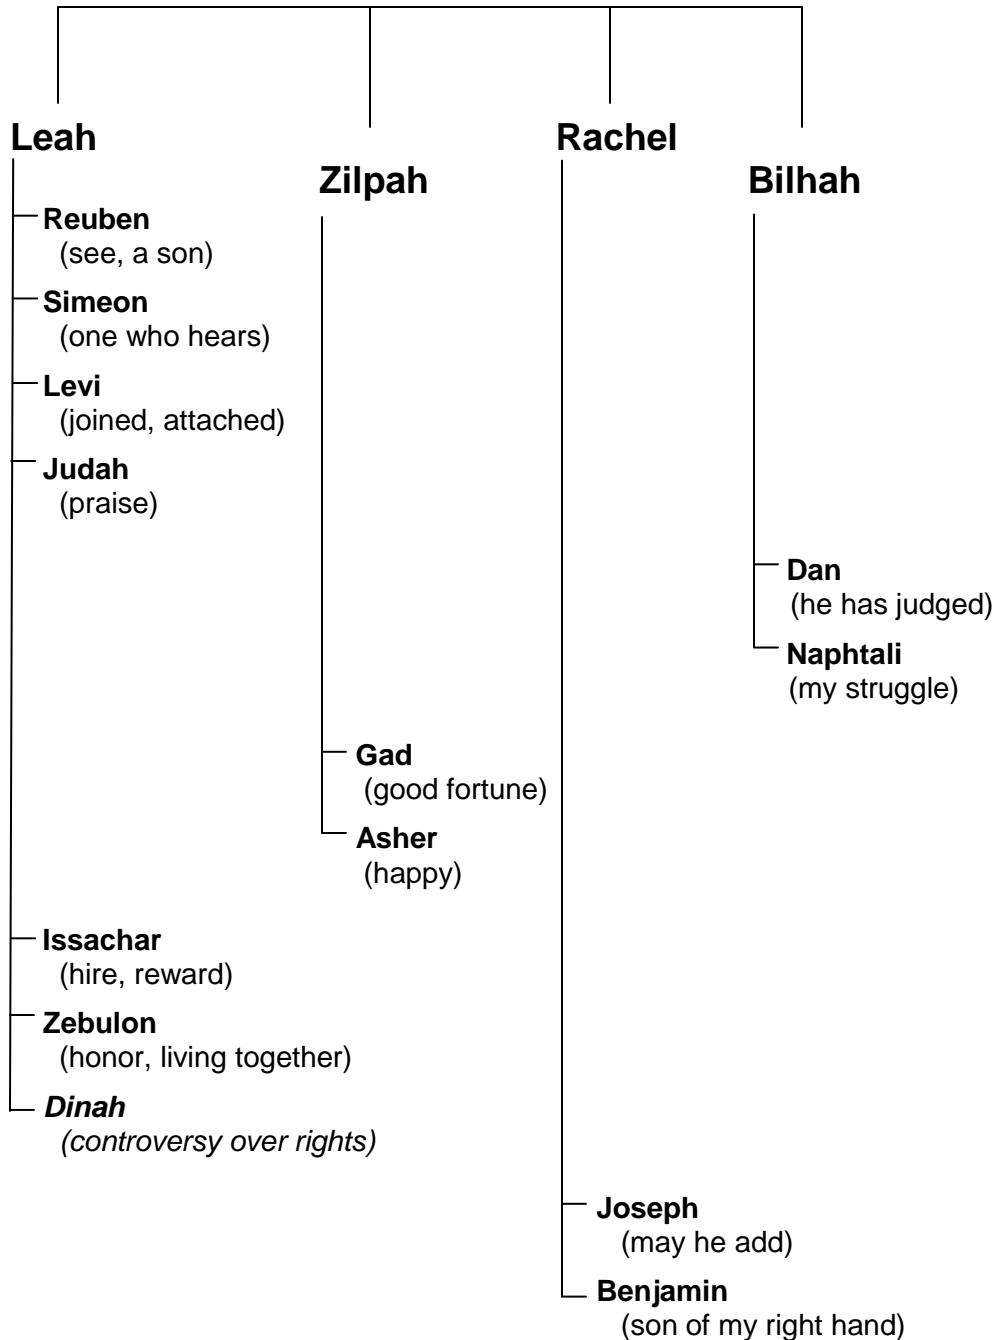 Leah
Reuben
(see, a son)
Simeon
(one who hears)
Levi
(joined, attached)
Judah
(praise)
Issachar
(hire, reward)
Zebulon
(honor, living together)
Dinah
(controversy over rights)
Zilpah
Gad
(good fortune)
Asher
(happy)
Rachel
Joseph
(may he add)
Benjamin
(son of my right hand)
Bilhah
Dan
(he has judged)
Naphtali
(my struggle)